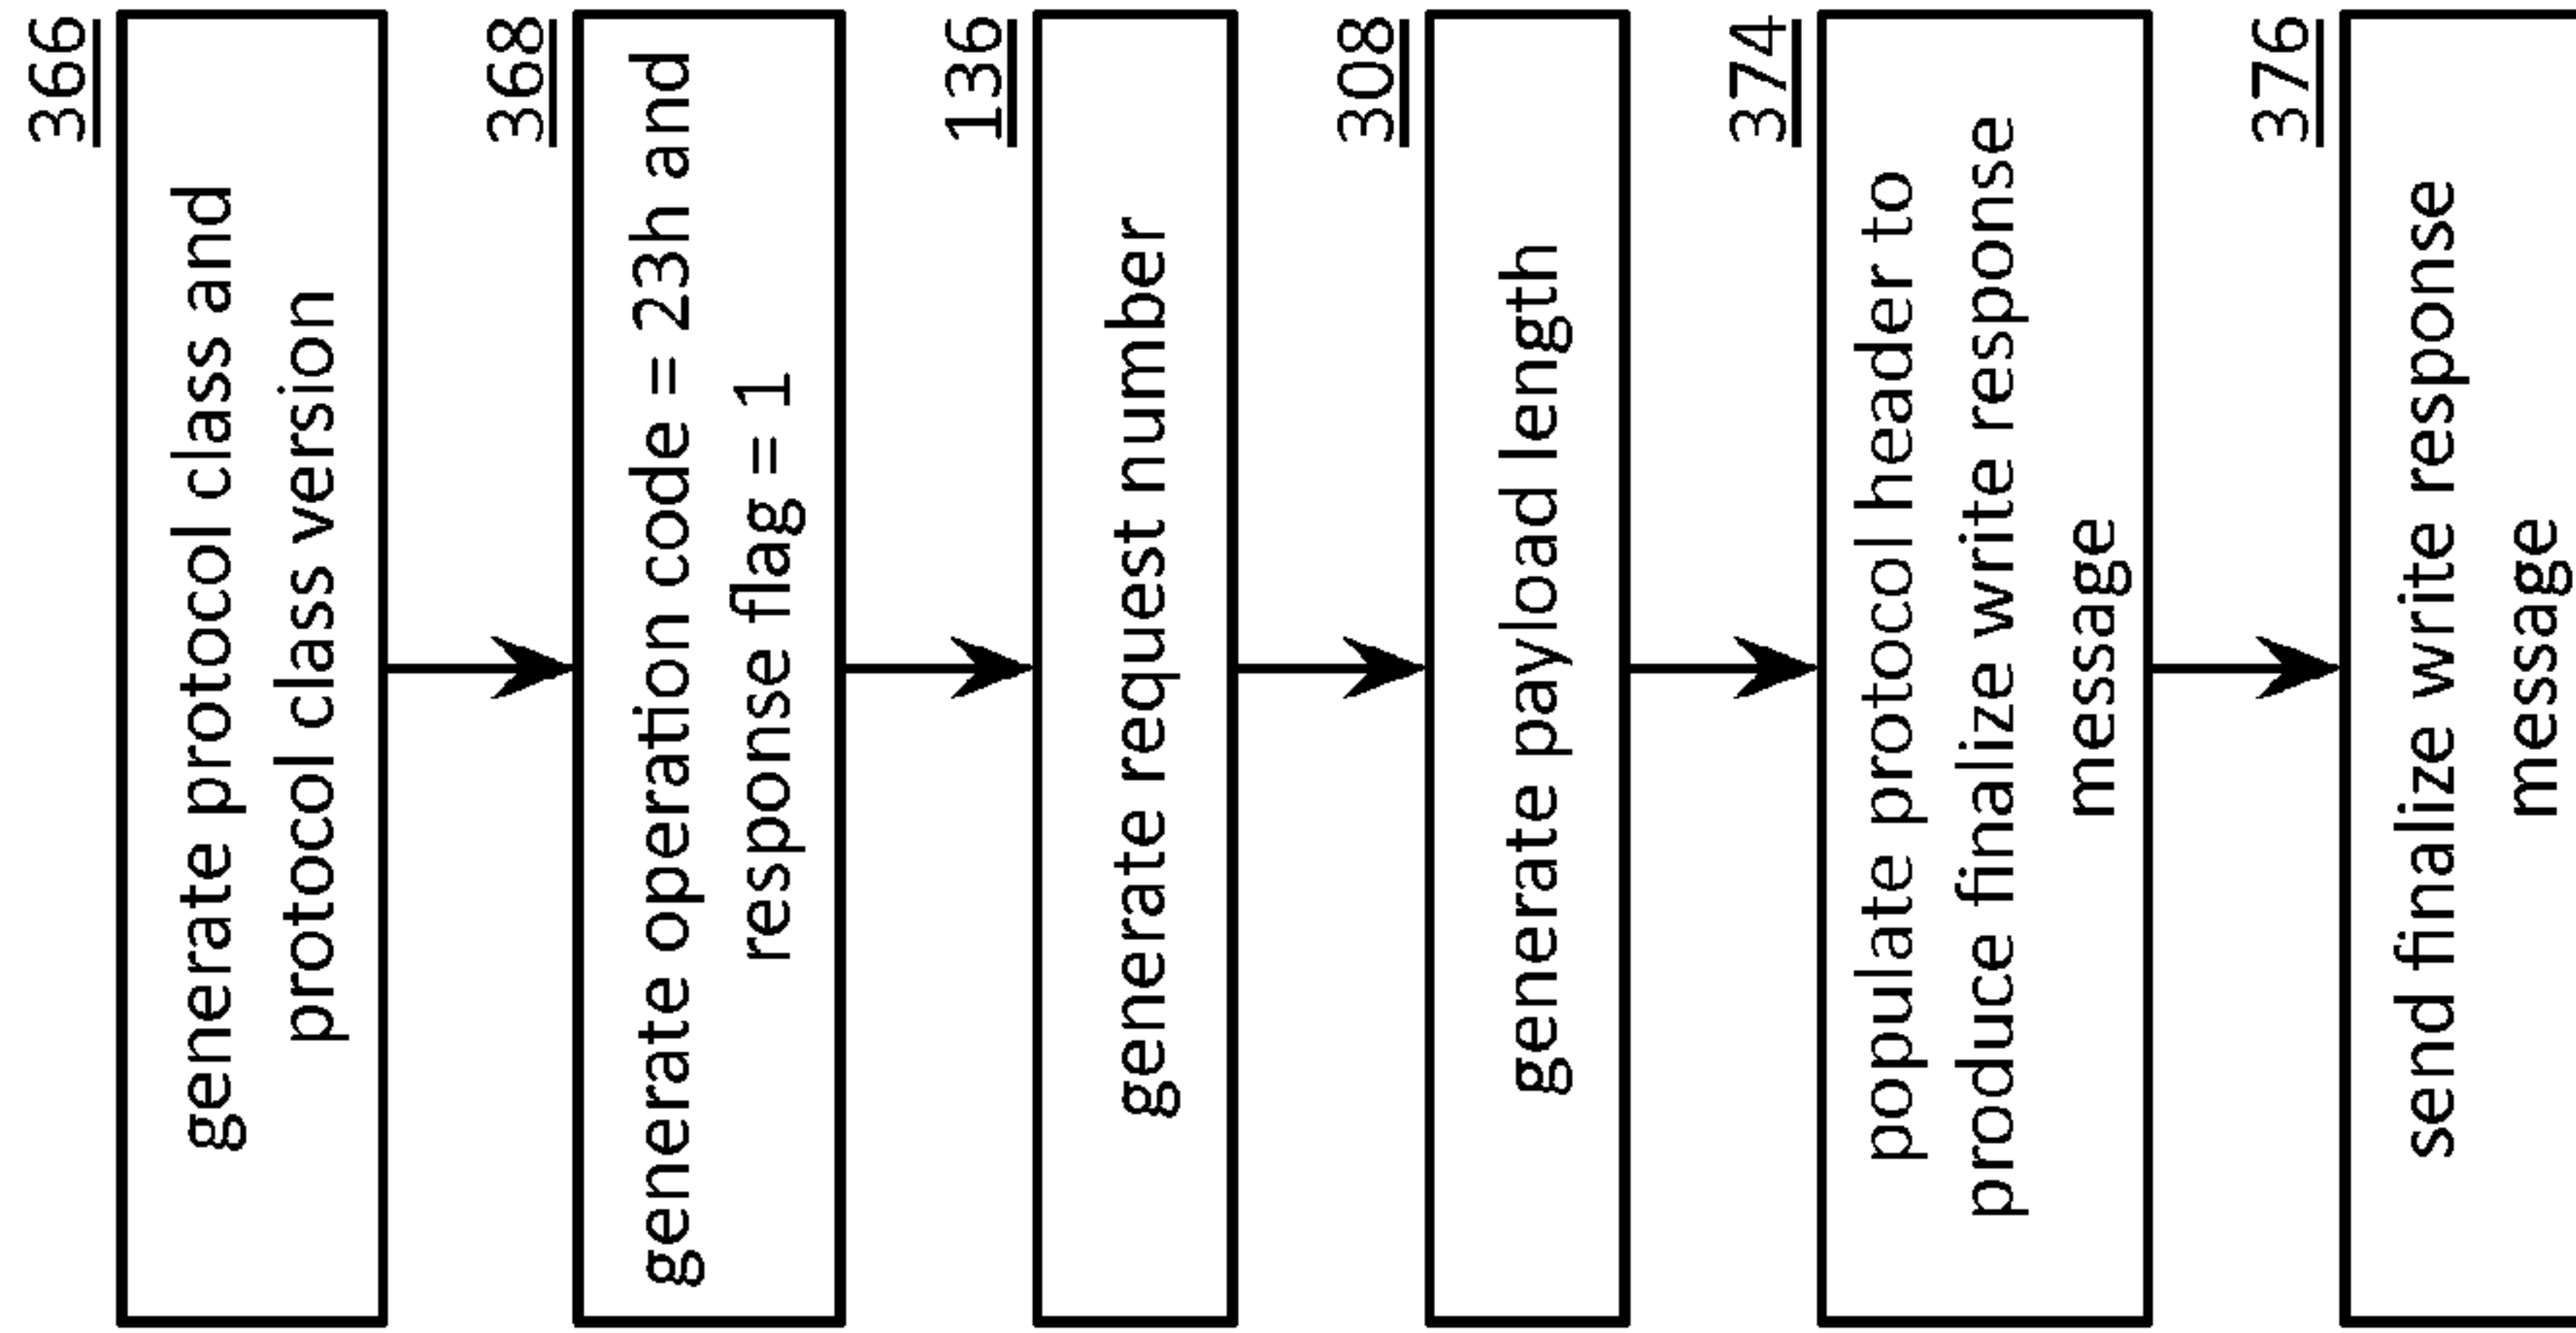 366
generate protocol class and
protocol class version
368
generate operation code = 23h and
response flag = 1
136
generate request number
308
generate payload length
374
populate protocol header to
produce finalize write response
message
376
send finalize write response
message